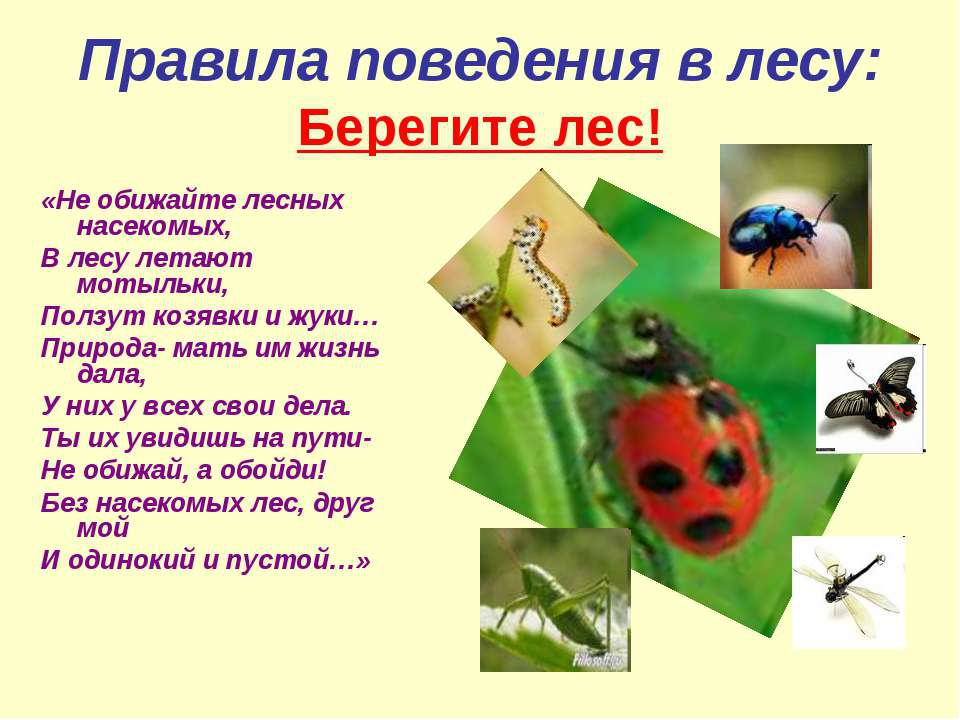 Правила поведения в лесу:
Берегите лес!
«Не обижайте лесных
насекомых,
В лесу летают
мотыльки,
Ползут козявки и жуки…
Природа- мать им жизнь
дала,
У них у всех свои дела.
Ты их увидишь на пути-
Не обижай, а обойди!
Без насекомых лес, друг
мой
И одинокий и пустой…»